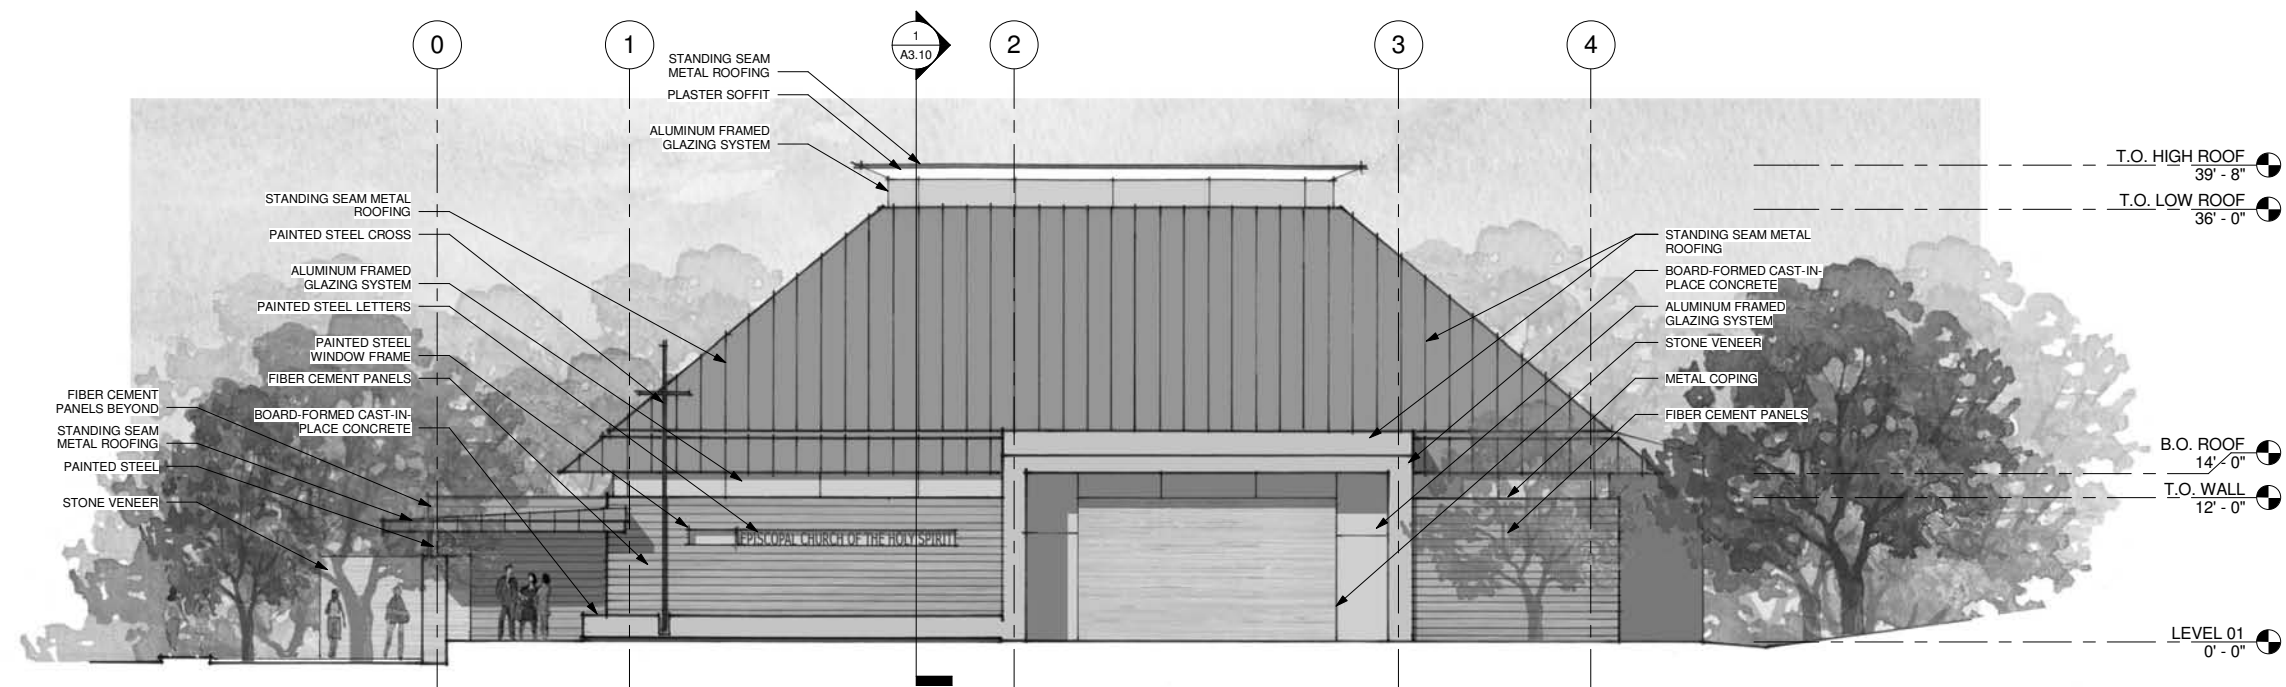 0
1
1
A3.10
2
3
4
STANDING SEAM
METAL ROOFING
PLASTER SOFFIT
ALUMINUM FRAMED
GLAZING SYSTEM
STANDING SEAM METAL
ROOFING
PAINTED STEEL CROSS
ALUMINUM FRAMED
GLAZING SYSTEM
PAINTED STEEL LETTERS
PAINTED STEEL
WINDOW FRAME
FIBER CEMENT PANELS
BOARD-FORMED CAST-IN-
PLACE CONCRETE
FIBER CEMENT
PANELS BEYOND
STANDING SEAM
METAL ROOFING
PAINTED STEEL
STONE VENEER
EPISCOPAL CHURCH OF THE HOLY SPIRIT
STANDING SEAM METAL
ROOFING
BOARD-FORMED CAST-IN-
PLACE CONCRETE
ALUMINUM FRAMED
GLAZING SYSTEM
STONE VENEER
METAL COPING
FIBER CEMENT PANELS
T.O. HIGH ROOF
39' - 8"
T.O. LOW ROOF
36' - 0"
B.O. ROOF
14' - 0"
T.O. WALL
12' - 0"
LEVEL 01
0' - 0"